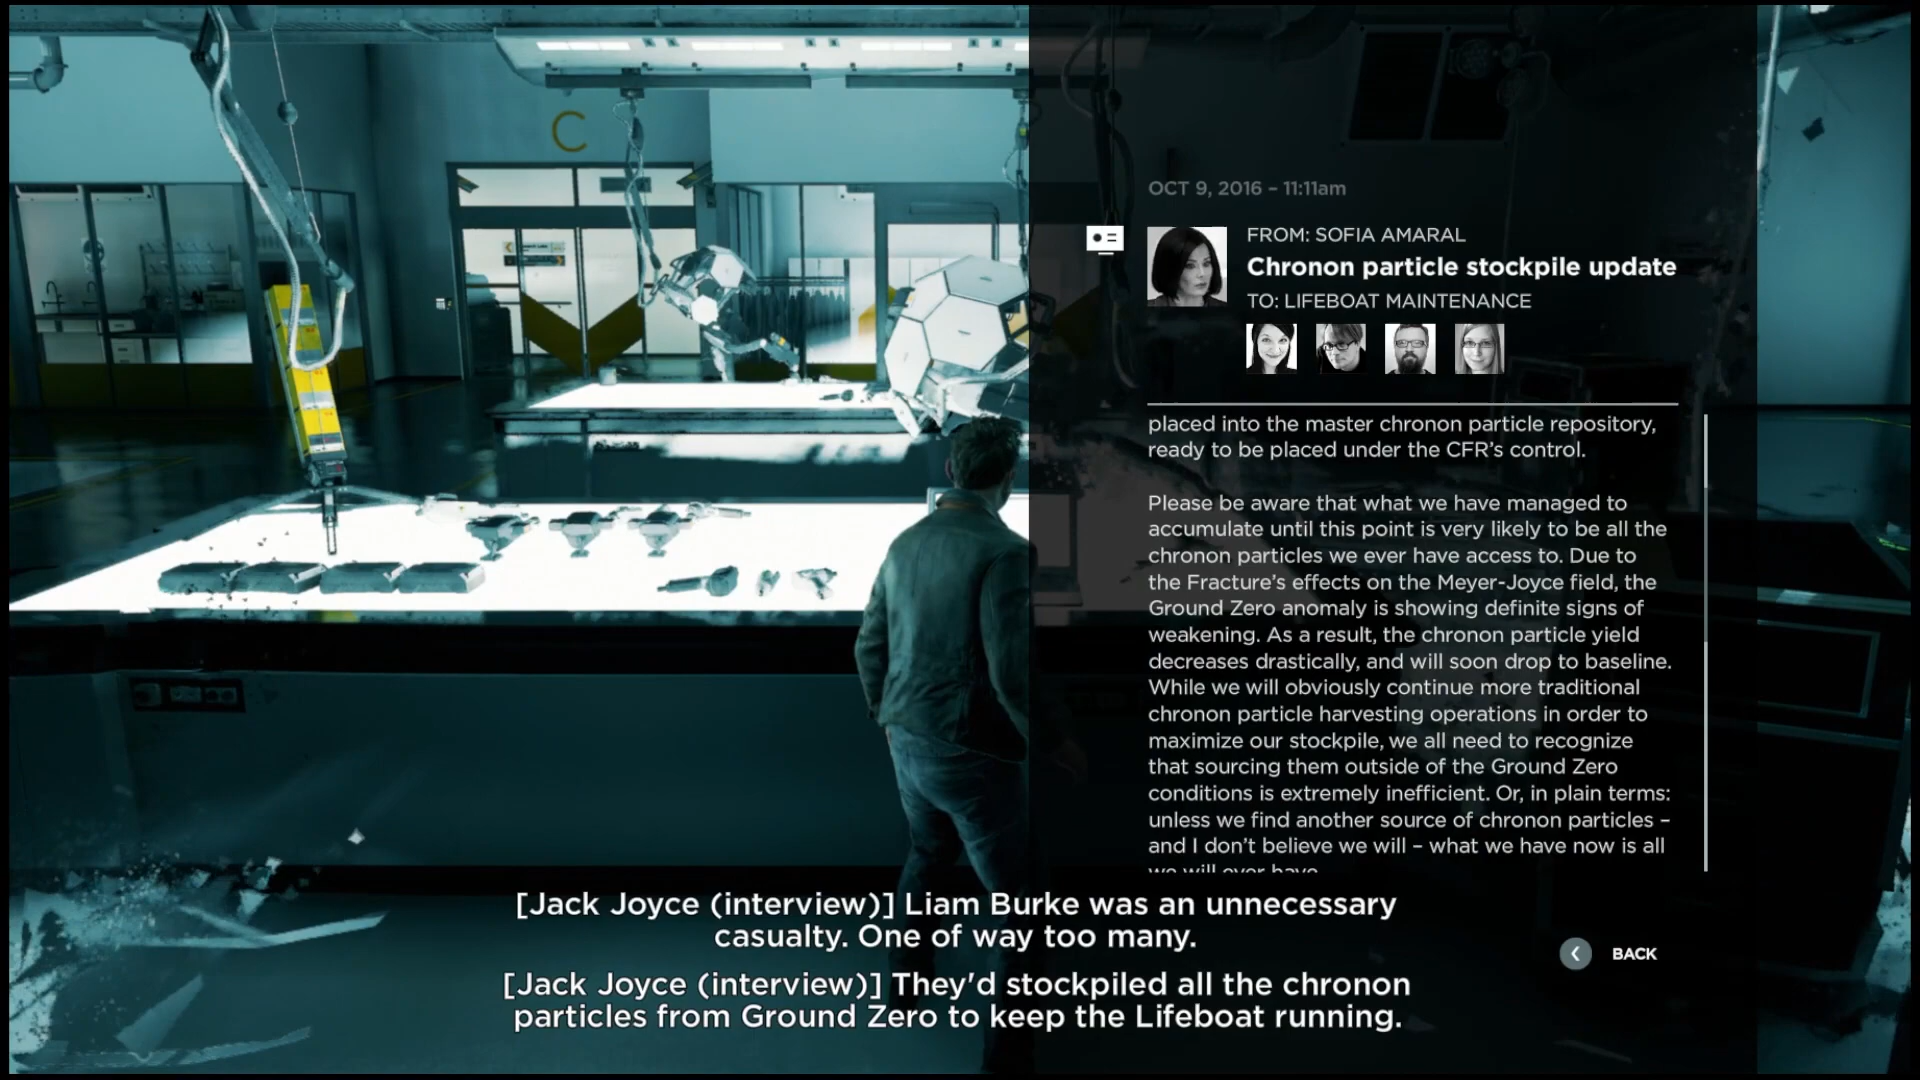 C
OCT 9, 2016 – 11:11am
FROM: SOFIA AMARAL
Chronon particle stockpile update
TO: LIFEBOAT MAINTENANCE
placed into the master chronon particle repository,
ready to be placed under the CFR’s control.
Please be aware that what we have managed to
accumulate until this point is very likely to be all the
chronon particles we ever have access to. Due to
the Fracture’s effects on the Meyer-Joyce field, the
Ground Zero anomaly is showing definite signs of
weakening. As a result, the chronon particle yield
decreases drastically, and will soon drop to baseline.
While we will obviously continue more traditional
chronon particle harvesting operations in order to
maximize our stockpile, we all need to recognize
that sourcing them outside of the Ground Zero
conditions is extremely inefficient. Or, in plain terms:
unless we find another source of chronon particles –
and I don’t believe we will – what we have now is all
we will ever have
[Jack Joyce (interview)] Liam Burke was an unnecessary
casualty. One of way too many.
[Jack Joyce (interview)] They'd stockpiled all the chronon
particles from Ground Zero to keep the Lifeboat running.
BACK